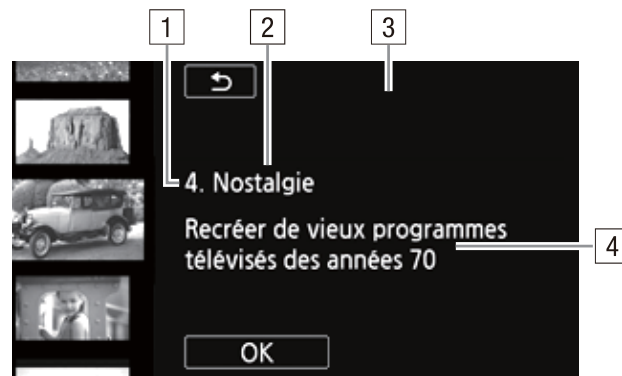 1 2 3
4. Nostalgie
Recréer de vieux programmes
télévisés des années 70
4
OK